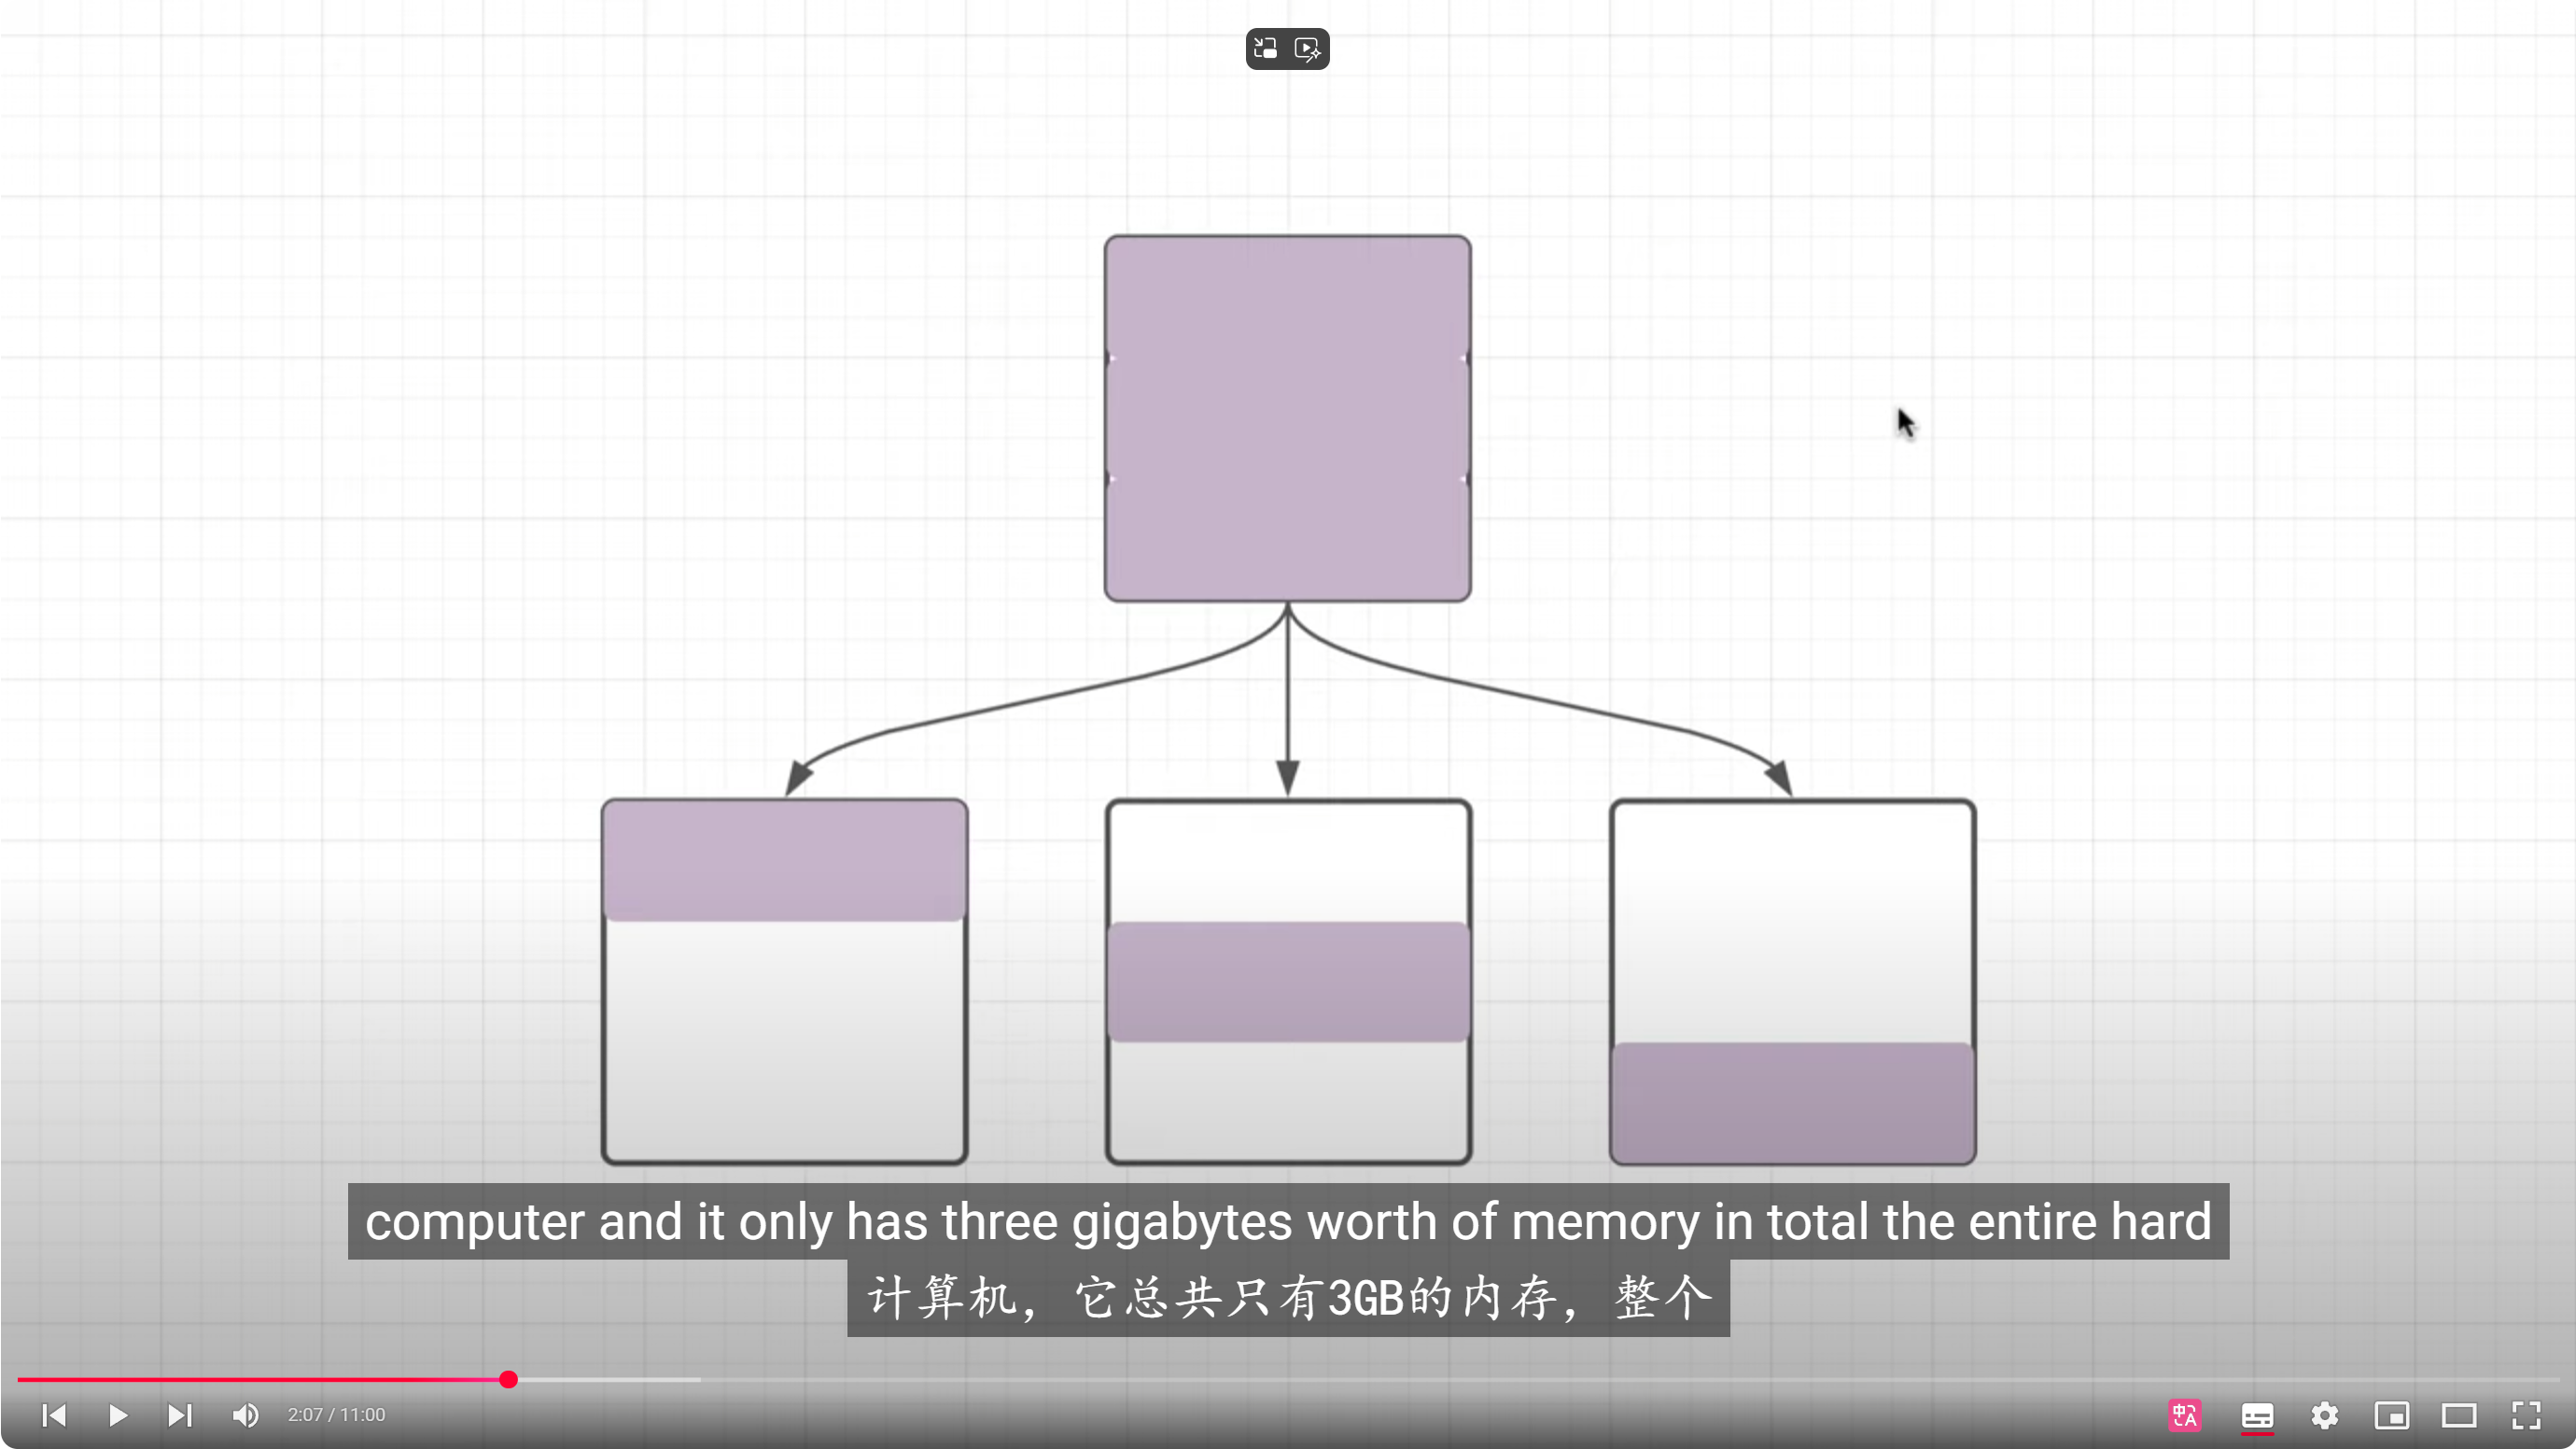 computer and it only has three gigabytes worth of memory in total the entire hard
计算机，它总共只有3GB的内存，整个
2:07 / 11:00
中
A